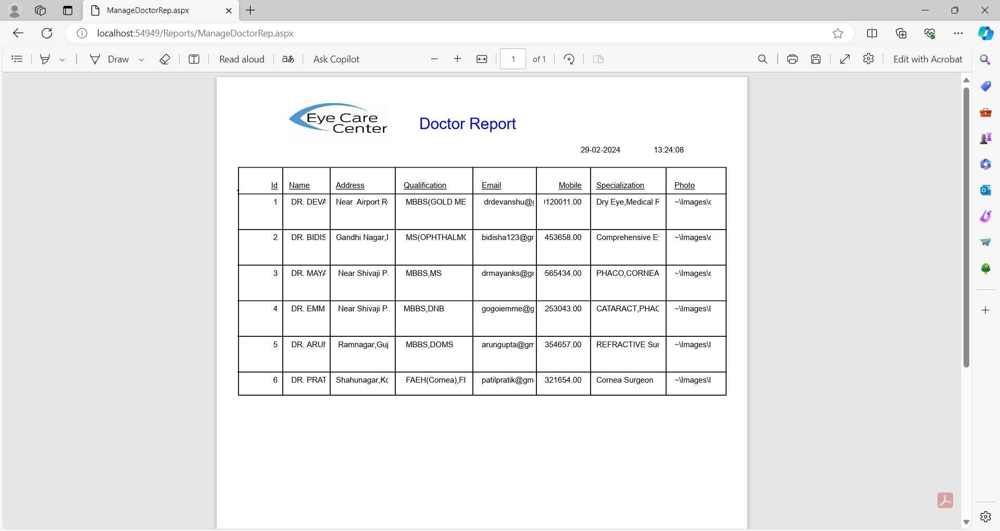 ManageDoctorRep.aspx
localhost:54949/Reports/ManageDoctorRep.aspx
Draw Read aloud aあ Ask Copilot 1 of 1 Edit with Acrobat
Eye Care
Center
Doctor Report
29-02-2024 13:24:08
Id Name Address Qualification Email Mobile Specialization Photo
1 DR. DEVA Near Airport R MBBS(GOLD ME drdevanshu@g 120011.00 Dry Eye,Medical R ~\Images\
2 DR. BIDIS Gandhi Nagar, MS(OPHTHALMO bidisha123@gr 453658.00 Comprehensive E ~\Images\
3 DR. MAYA Near Shivaji P MBBS,MS drmayanks@gr 565434.00 PHACO,CORNEA ~\Images\
4 DR. EMM Near Shivaji P MBBS,DNB gogoiemme@g 253043.00 CATARACT,PHAC ~\Images\
5 DR. ARU Ramnagar,Guj MBBS,DOMS arungupta@gm 354657.00 REFRACTIVE Sur ~\Images\
6 DR. PRAT Shahunagar,Ko FAEH(Cornea),FI patilpratik@gm 321654.00 Cornea Surgeon ~\Images\